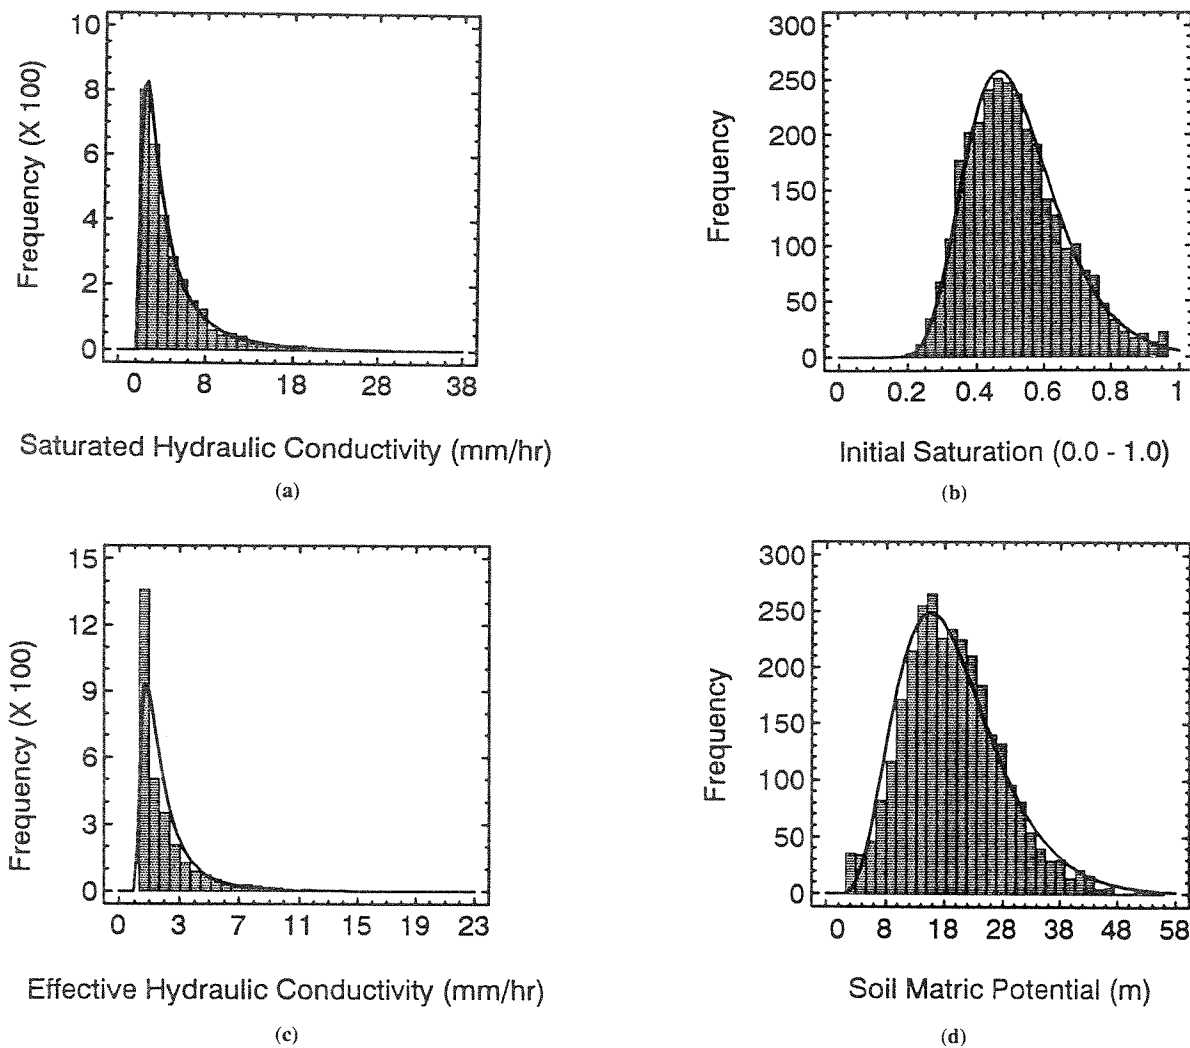 10
8
6
4
2
0
Frequency (X 100)
0 8 18 28 38
Saturated Hydraulic Conductivity (mm/hr)
(a)
300
250
200
150
100
50
0
Frequency
0 0.2 0.4 0.6 0.8 1
Initial Saturation (0.0 - 1.0)
(b)
15
12
9
6
3
0
Frequency (X 100)
0 3 7 11 15 19 23
Effective Hydraulic Conductivity (mm/hr)
(c)
300
250
200
150
100
50
0
Frequency
0 8 18 28 38 48 58
Soil Matric Potential (m)
(d)